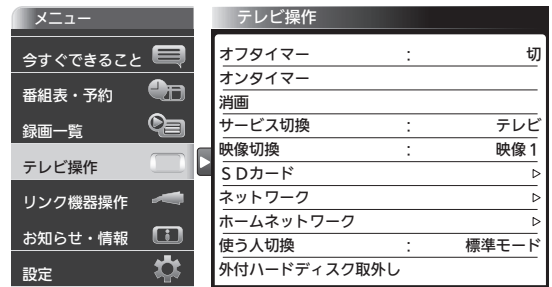 メニュー
今すぐできること
番組表・予約
録画一覧
テレビ操作
リンク機器操作
お知らせ・情報
設定
テレビ操作
オフタイマー : 切
オンタイマー
消画
サービス切換 : テレビ
映像切換 : 映像1
SDカード ▷
ネットワーク ▷
ホームネットワーク ▷
使う人切換 : 標準モード
外付ハードディスク取外し